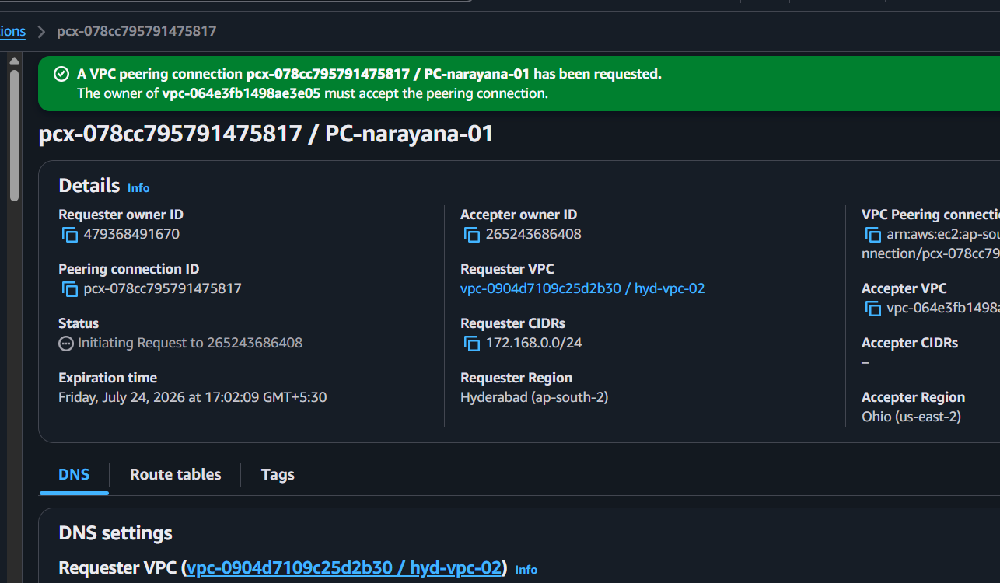 ions > pcx-078cc795791475817
A VPC peering connection pcx-078cc795791475817 / PC-narayana-01 has been requested.
The owner of vpc-064e3fb1498ae3e05 must accept the peering connection.
pcx-078cc795791475817 / PC-narayana-01
Details Info
Requester owner ID
479368491670
Peering connection ID
pcx-078cc795791475817
Status
Initiating Request to 265243686408
Expiration time
Friday, July 24, 2026 at 17:02:09 GMT+5:30
Accepter owner ID
265243686408
Requester VPC
vpc-0904d7109c25d2b30 / hyd-vpc-02
Requester CIDRs
172.168.0.0/24
Requester Region
Hyderabad (ap-south-2)
VPC Peering connecti
arn:aws:ec2:ap-sou
nnection/pcx-078cc79
Accepter VPC
vpc-064e3fb1498a
Accepter CIDRs
–
Accepter Region
Ohio (us-east-2)
DNS Route tables Tags
DNS settings
Requester VPC (vpc-0904d7109c25d2b30 / hyd-vpc-02) Info